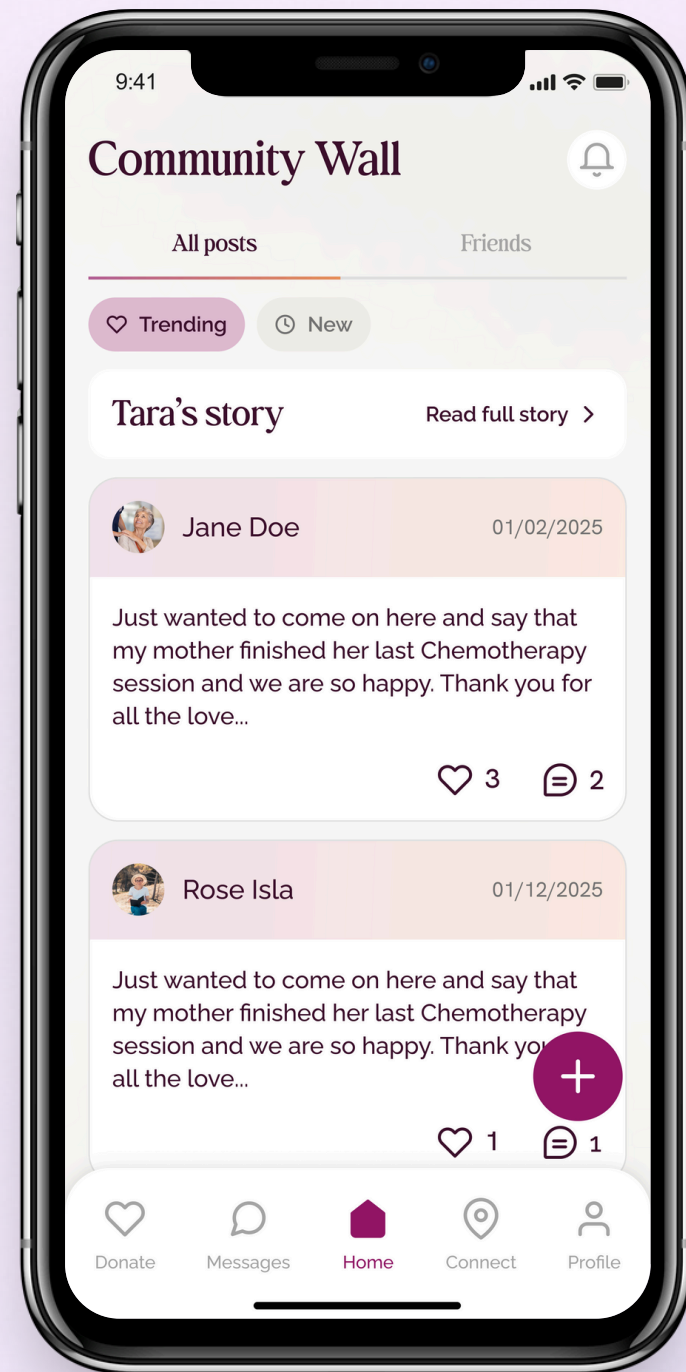 9:41
Community Wall
All posts
Friends
Trending
New
Tara's story
Read full story
Jane Doe
01/02/2025
Just wanted to come on here and say that
my mother finished her last Chemotherapy
session and we are so happy. Thank you for
all the love...
3
2
Rose Isla
01/12/2025
Just wanted to come on here and say that
my mother finished her last Chemotherapy
session and we are so happy. Thank
all the love...
1
1
Donate
Messages
Home
Connect
Profile